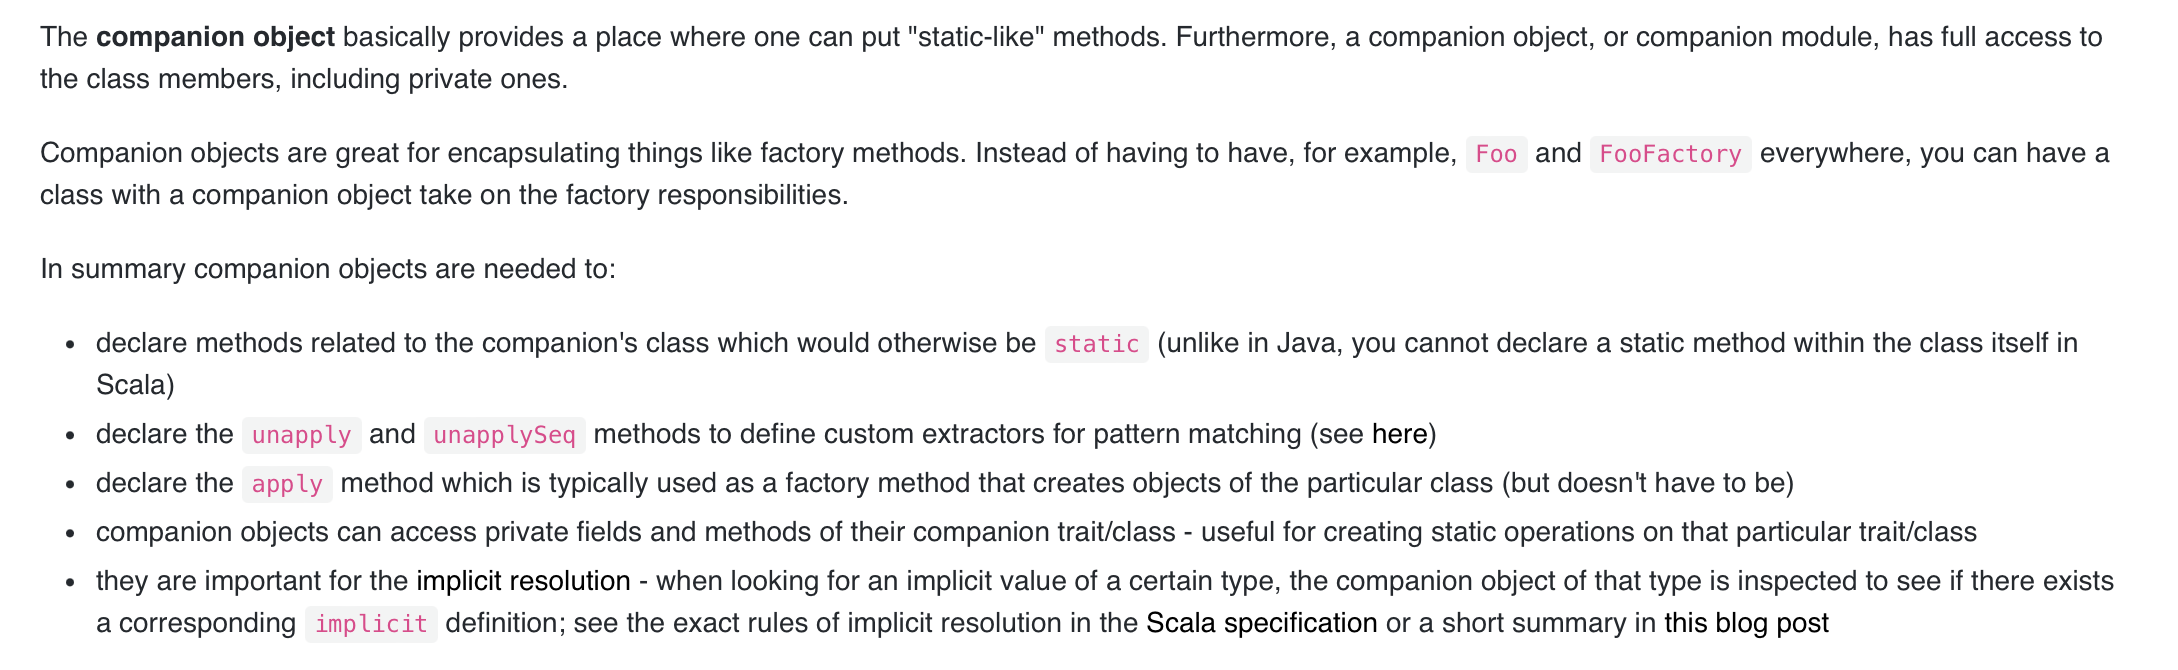 The companion object basically provides a place where one can put "static-like" methods. Furthermore, a companion object, or companion module, has full access to
the class members, including private ones.
Companion objects are great for encapsulating things like factory methods. Instead of having to have, for example, Foo and FooFactory everywhere, you can have a
class with a companion object take on the factory responsibilities.
In summary companion objects are needed to:
• declare methods related to the companion's class which would otherwise be static (unlike in Java, you cannot declare a static method within the class itself in
Scala)
• declare the unapply and unapplySeq methods to define custom extractors for pattern matching (see here)
• declare the apply method which is typically used as a factory method that creates objects of the particular class (but doesn't have to be)
• companion objects can access private fields and methods of their companion trait/class - useful for creating static operations on that particular trait/class
• they are important for the implicit resolution - when looking for an implicit value of a certain type, the companion object of that type is inspected to see if there exists
a corresponding implicit definition; see the exact rules of implicit resolution in the Scala specification or a short summary in this blog post